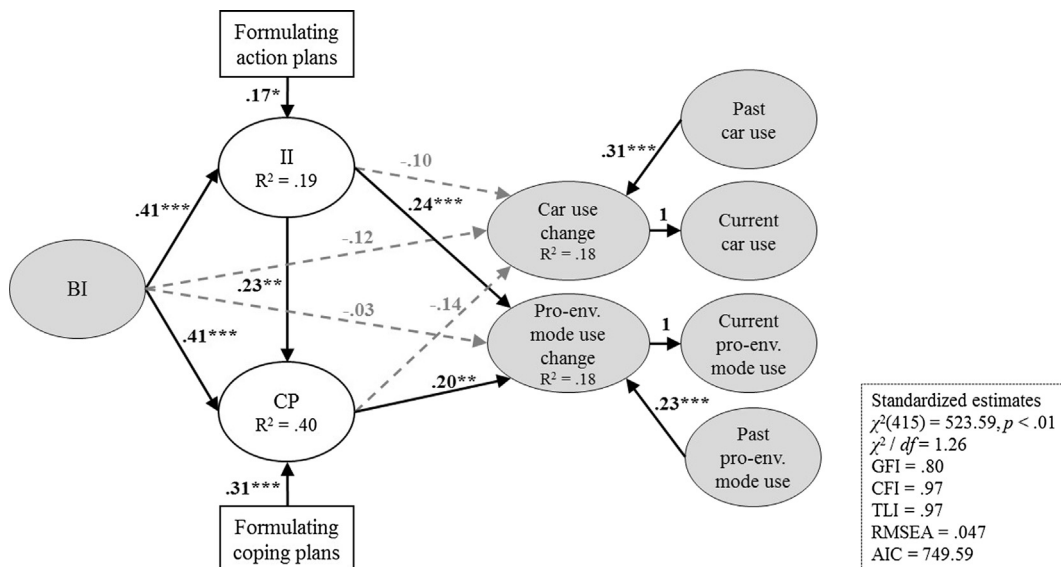 Formulating
action plans
.17*
II
R² = .19
.41***
BI
.41***
.23**
CP
R² = .40
.31***
Formulating
coping plans
-.10
.24***
-.12
-.03
-.14
.20**
Past
car use
.31***
Car use
change
R² = .18
1
Current
car use
Pro-env.
mode use
change
R² = .18
1
Current
pro-env.
mode use
.23***
Past
pro-env.
mode use
Standardized estimates
χ²(415) = 523.59, p < .01
χ² / df = 1.26
GFI = .80
CFI = .97
TLI = .97
RMSEA = .047
AIC = 749.59